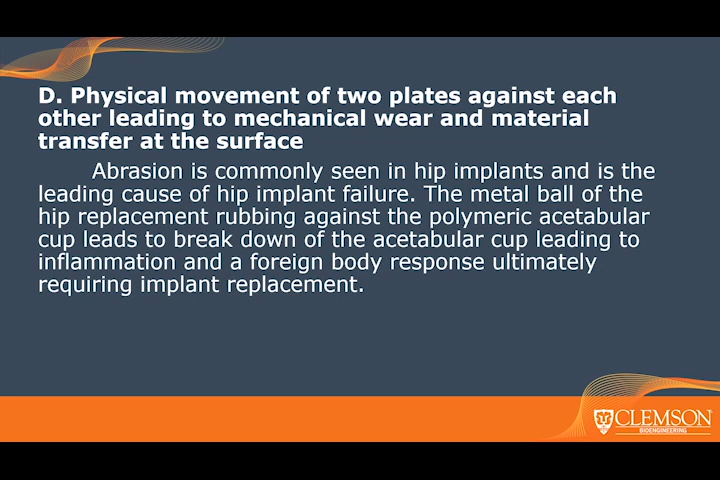 D. Physical movement of two plates against each
other leading to mechanical wear and material
transfer at the surface
Abrasion is commonly seen in hip implants and is the
leading cause of hip implant failure. The metal ball of the
hip replacement rubbing against the polymeric acetabular
cup leads to break down of the acetabular cup leading to
inflammation and a foreign body response ultimately
requiring implant replacement.
CLEMSON
BIOENGINEERING